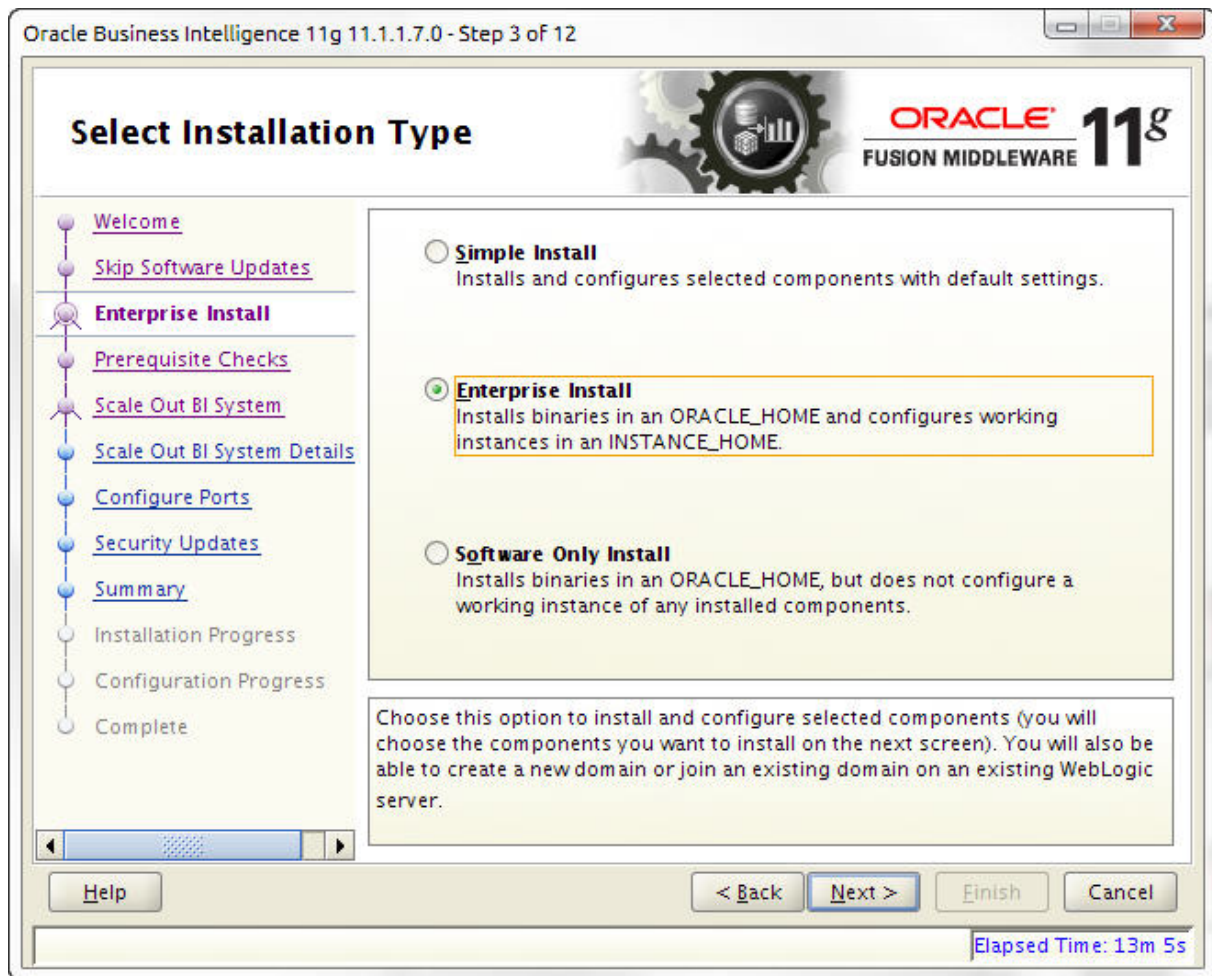 Oracle Business Intelligence 11g 11.1.1.7.0 - Step 3 of 12
Select Installation Type
ORACLE
FUSION MIDDLEWARE
11g
Welcome
Skip Software Updates
Enterprise Install
Prerequisite Checks
Scale Out BI System
Scale Out BI System Details
Configure Ports
Security Updates
Summary
Installation Progress
Configuration Progress
Complete
Simple Install
Installs and configures selected components with default settings.
Enterprise Install
Installs binaries in an ORACLE_HOME and configures working
instances in an INSTANCE_HOME.
Software Only Install
Installs binaries in an ORACLE_HOME, but does not configure a
working instance of any installed components.
Choose this option to install and configure selected components (you will
choose the components you want to install on the next screen). You will also be
able to create a new domain or join an existing domain on an existing WebLogic
server.
Help
< Back
Next >
Finish
Cancel
Elapsed Time: 13m 5s